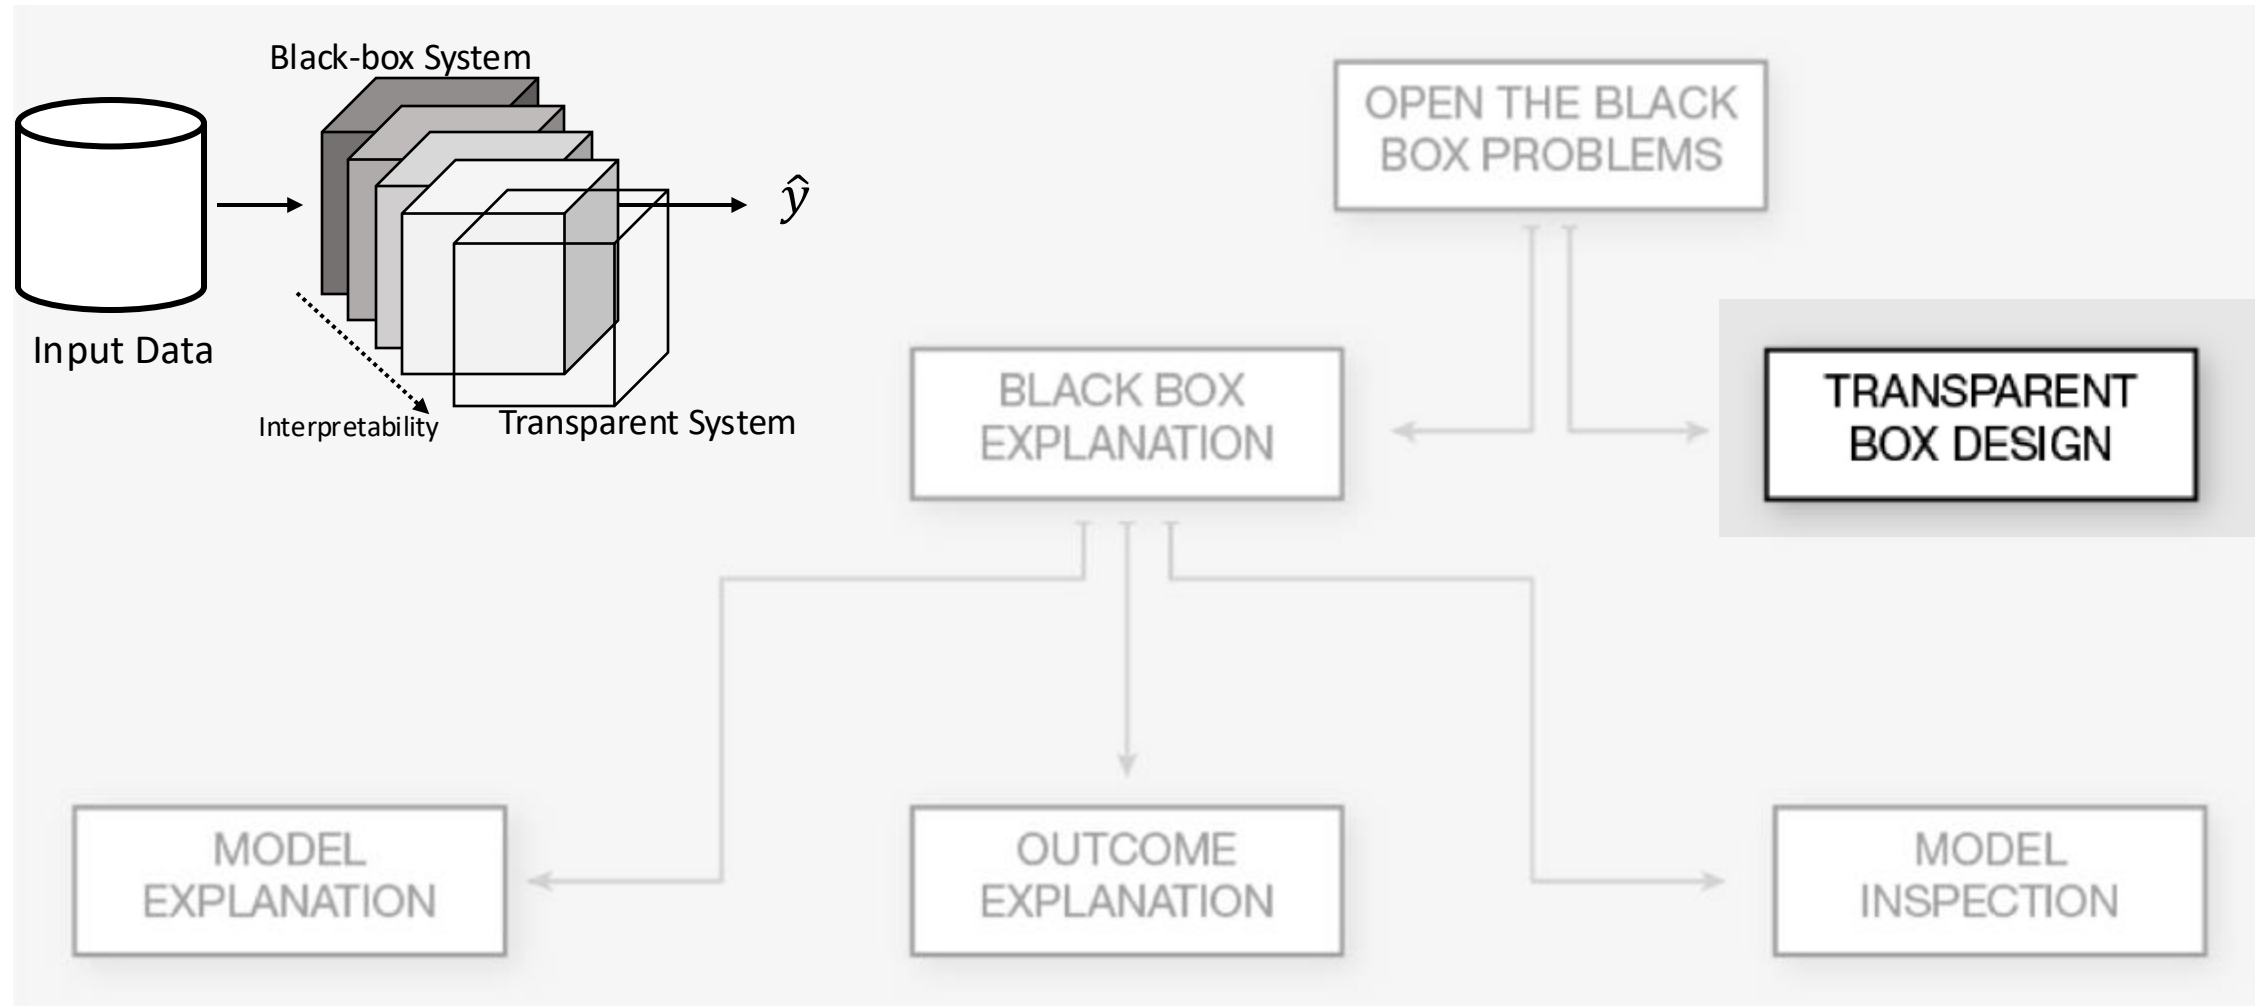 Black-box System
Input Data
ŷ
Interpretability
Transparent System
OPEN THE BLACK
BOX PROBLEMS
BLACK BOX
EXPLANATION
TRANSPARENT
BOX DESIGN
MODEL
EXPLANATION
OUTCOME
EXPLANATION
MODEL
INSPECTION